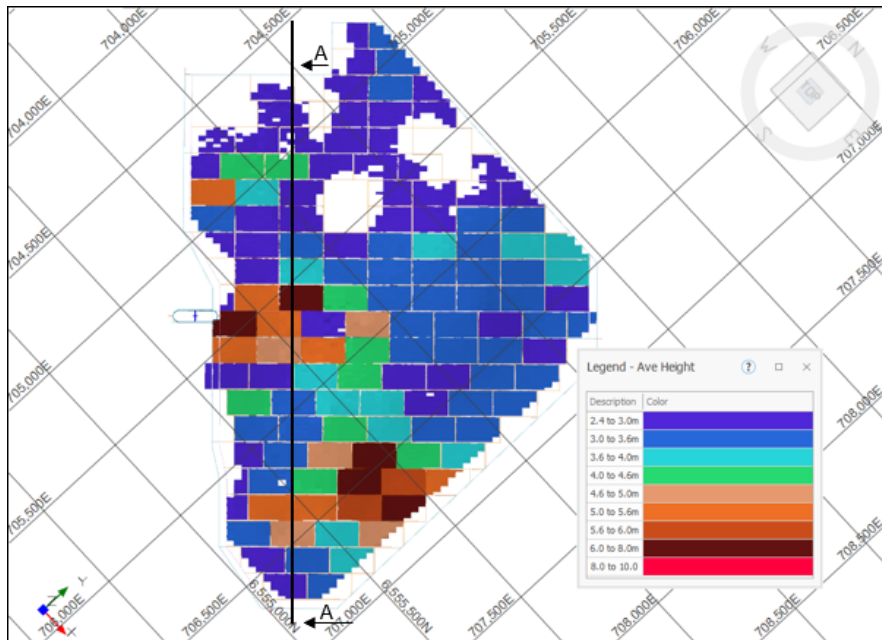 704,000E
704,500E
705,000E
705,500E
706,000E
706,500E
N
E
S
W
TOP
A
704,000E
707,000E
704,500E
707,500E
705,000E
Legend - Ave Height ?
Description Color
2.4 to 3.0m
3.0 to 3.6m
3.6 to 4.0m
4.0 to 4.6m
4.6 to 5.0m
5.0 to 5.6m
5.6 to 6.0m
6.0 to 8.0m
8.0 to 10.0
708,000E
705,500E
708,500E
A
Y
Z
X
706,000E
706,500E
6,555,000N
707,000E
707,500E
708,000E
708,500E